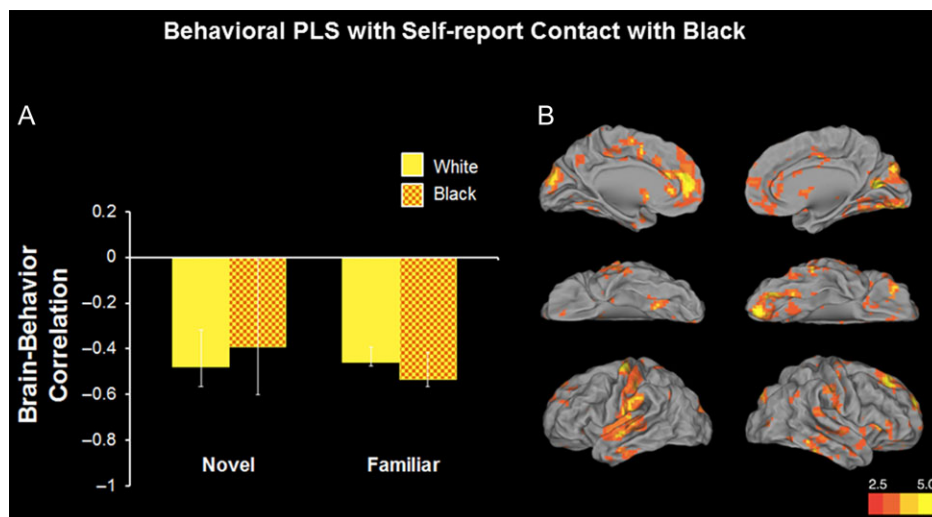 Behavioral PLS with Self-report Contact with Black
A
White
Black
0.2
0
−0.2
−0.4
−0.6
−0.8
−1
Brain-Behavior
Correlation
Novel
Familiar
B
2.5 5.0